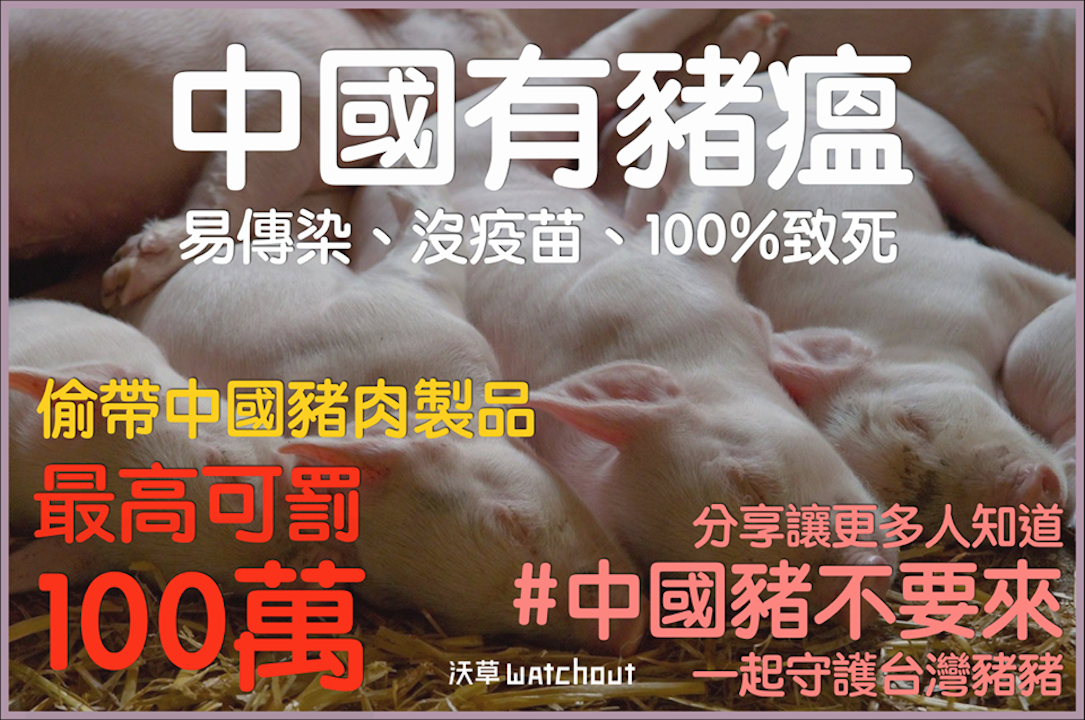 中國有豬瘟
易傳染、沒疫苗、100%致死
偷帶中國豬肉製品
最高可罰
100萬
分享讓更多人知道
#中國豬不要來
一起守護台灣豬豬
沃草 WATCHOUT